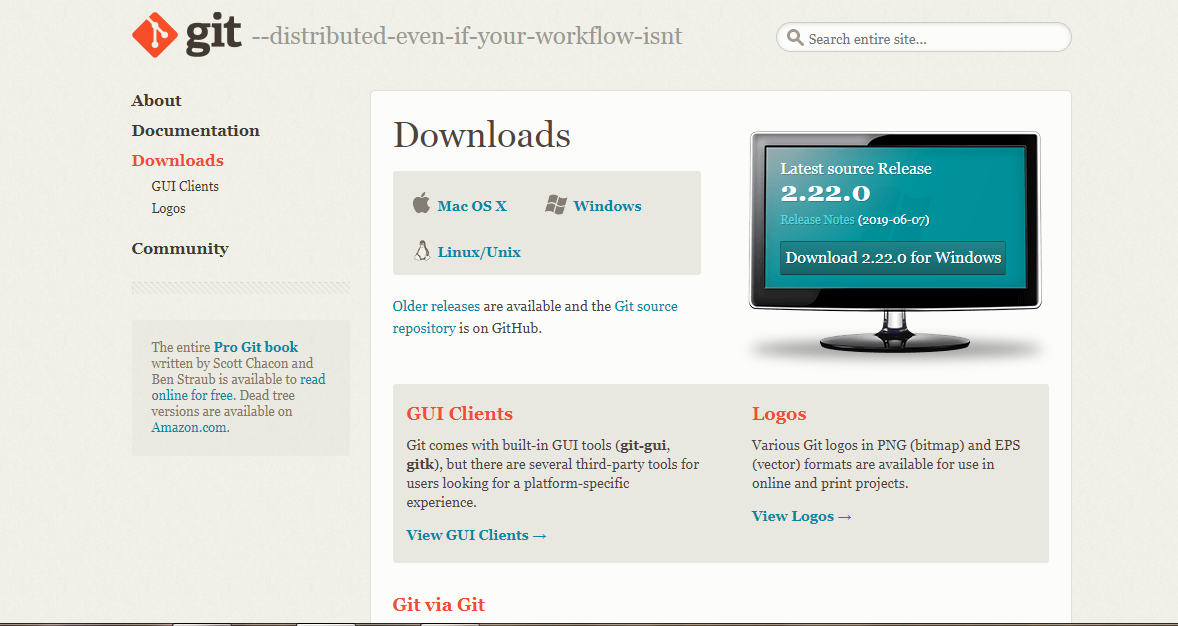 git --distributed-even-if-your-workflow-isnt
Search entire site...
About
Documentation
Downloads
GUI Clients
Logos
Community
The entire Pro Git book
written by Scott Chacon and
Ben Straub is available to read
online for free. Dead tree
versions are available on
Amazon.com.
Downloads
Mac OS X
Windows
Linux/Unix
Older releases are available and the Git source
repository is on GitHub.
Latest source Release
2.22.0
Release Notes (2019-06-07)
Download 2.22.0 for Windows
GUI Clients
Git comes with built-in GUI tools (git-gui,
gitk), but there are several third-party tools for
users looking for a platform-specific
experience.
View GUI Clients →
Logos
Various Git logos in PNG (bitmap) and EPS
(vector) formats are available for use in
online and print projects.
View Logos →
Git via Git